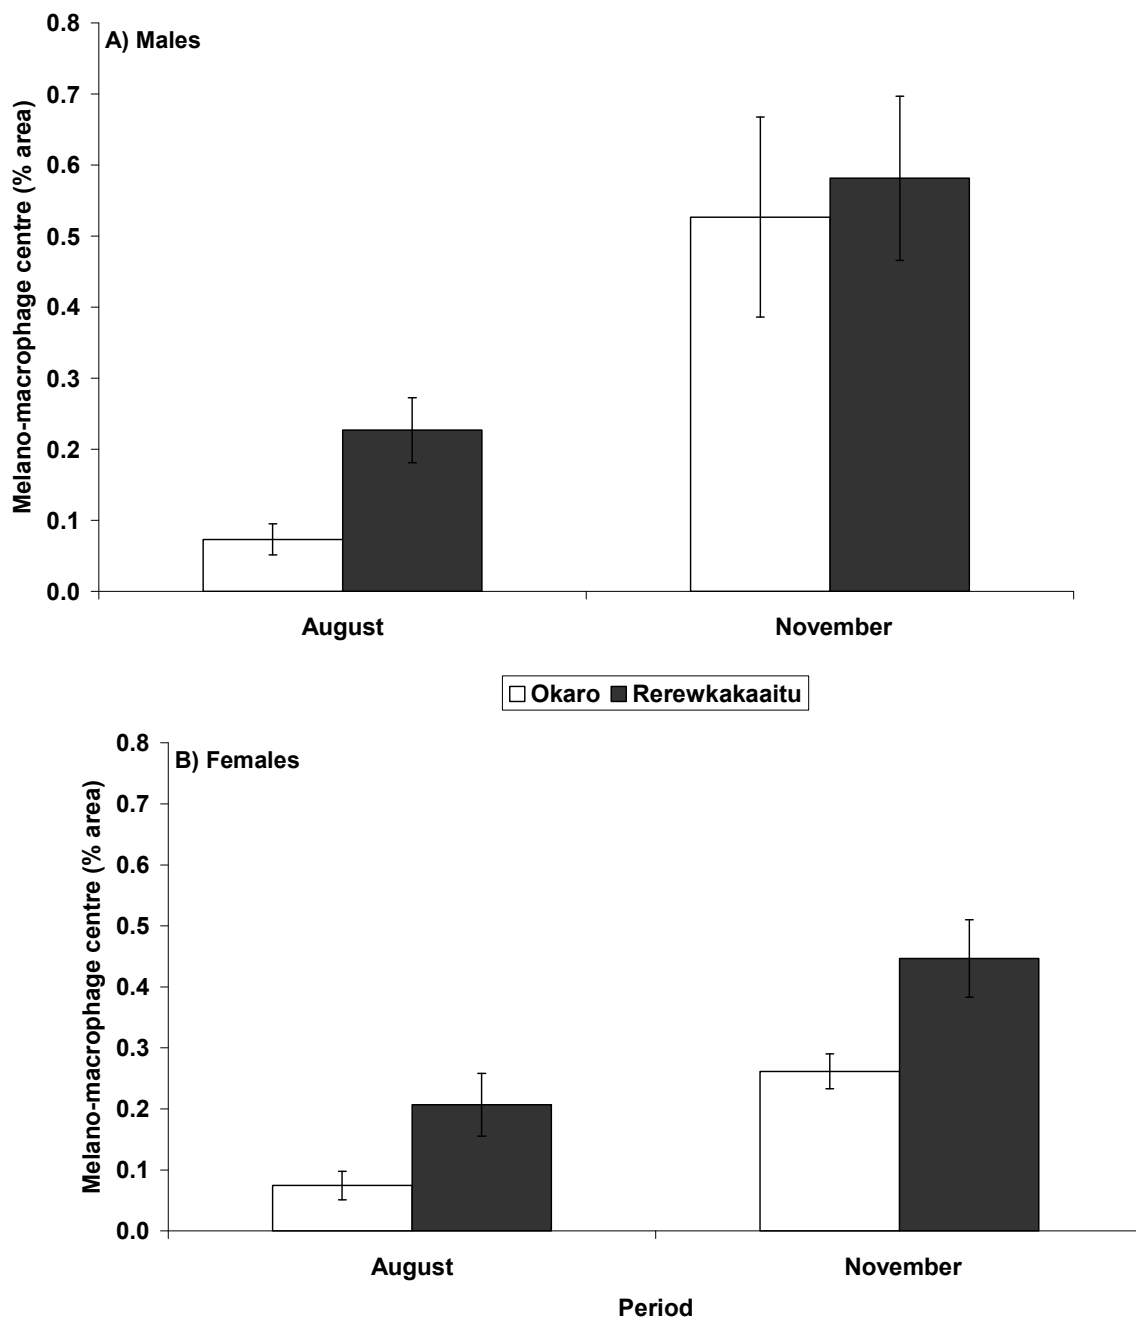 A) Males
Melano-macrophage centre (% area)
0.8
0.7
0.6
0.5
0.4
0.3
0.2
0.1
0.0
August November
Okaro Rerewkakaaitu
B) Females
Melano-macrophage centre (% area)
0.8
0.7
0.6
0.5
0.4
0.3
0.2
0.1
0.0
August November
Period